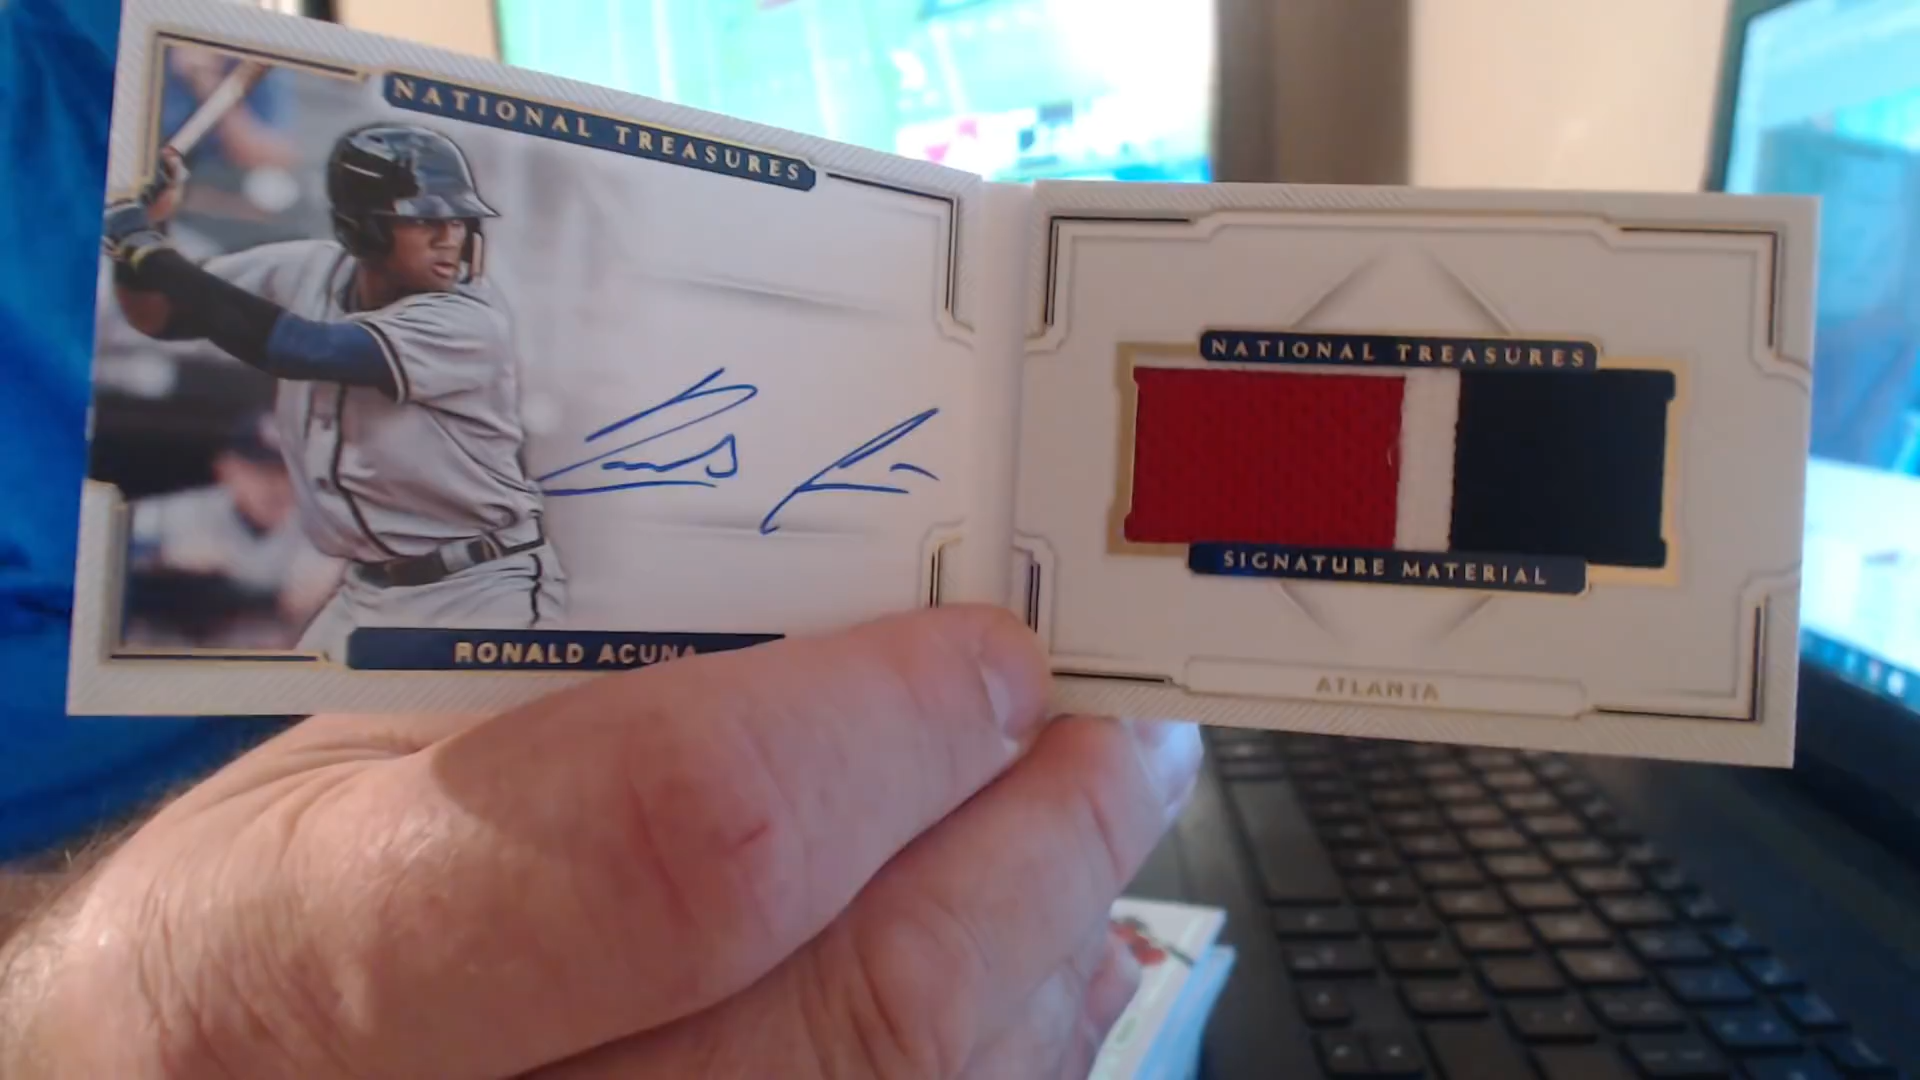 NATIONAL TREASURES
RONALD ACUNA
NATIONAL TREASURES
SIGNATURE MATERIAL
ATLANTA